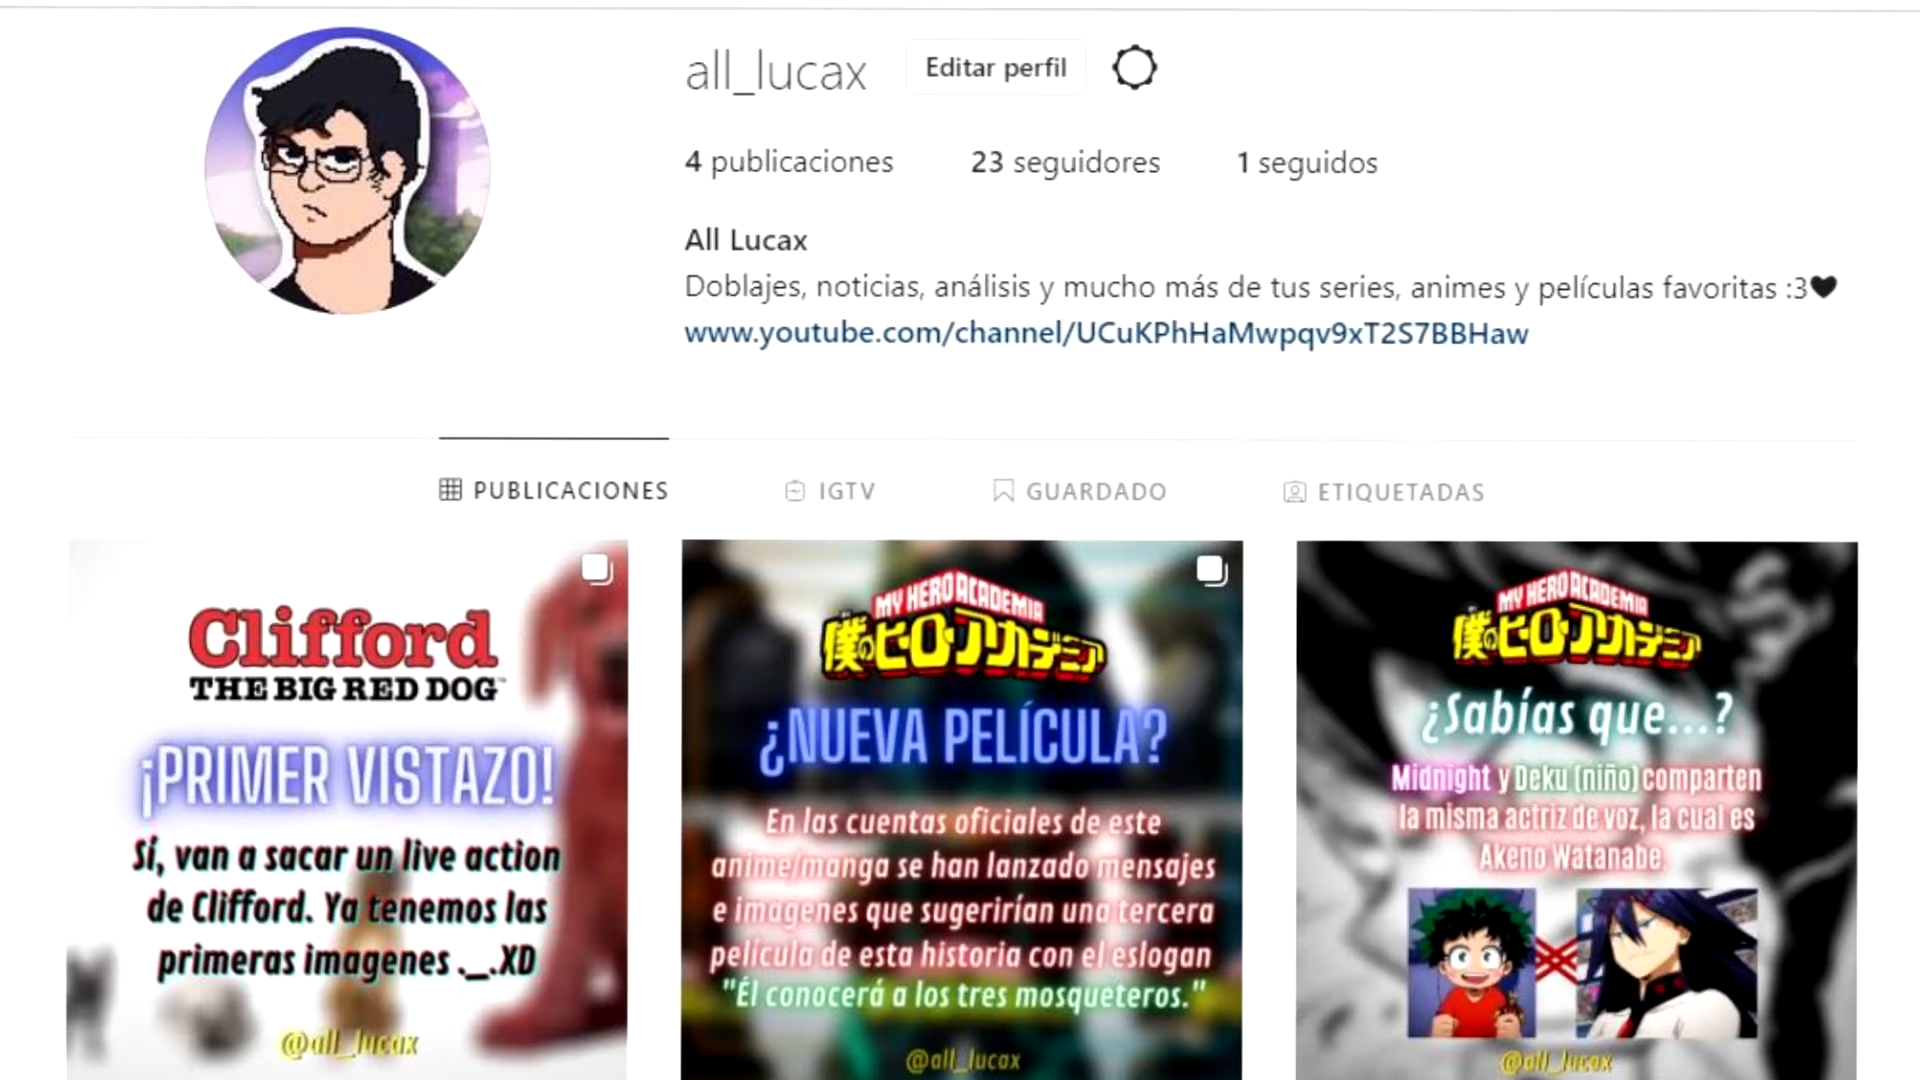 all_lucax
Editar perfil
4 publicaciones
23 seguidores
1 seguidos
All Lucax
Doblajes, noticias, análisis y mucho más de tus series, animes y películas favoritas :3🖤
www.youtube.com/channel/UCuKPhHaMwpqv9xT2S7BBHaw
PUBLICACIONES
IGTV
GUARDADO
ETIQUETADAS
Clifford
THE BIG RED DOG™
¡PRIMER VISTAZO!
Sí, van a sacar un live action
de Clifford. Ya tenemos las
primeras imagenes ._.XD
@all_lucax
MY HERO ACADEMIA
僕のヒーローアカデミア
¿NUEVA PELÍCULA?
En las cuentas oficiales de este
anime/manga se han lanzado mensajes
e imagenes que sugerirían una tercera
película de esta historia con el eslogan
"Él conocerá a los tres mosqueteros."
@all_lucax
MY HERO ACADEMIA
僕のヒーローアカデミア
¿Sabías que...?
Midnight y Deku (niño) comparten
la misma actriz de voz, la cual es
Akeno Watanabe
@all_lucax